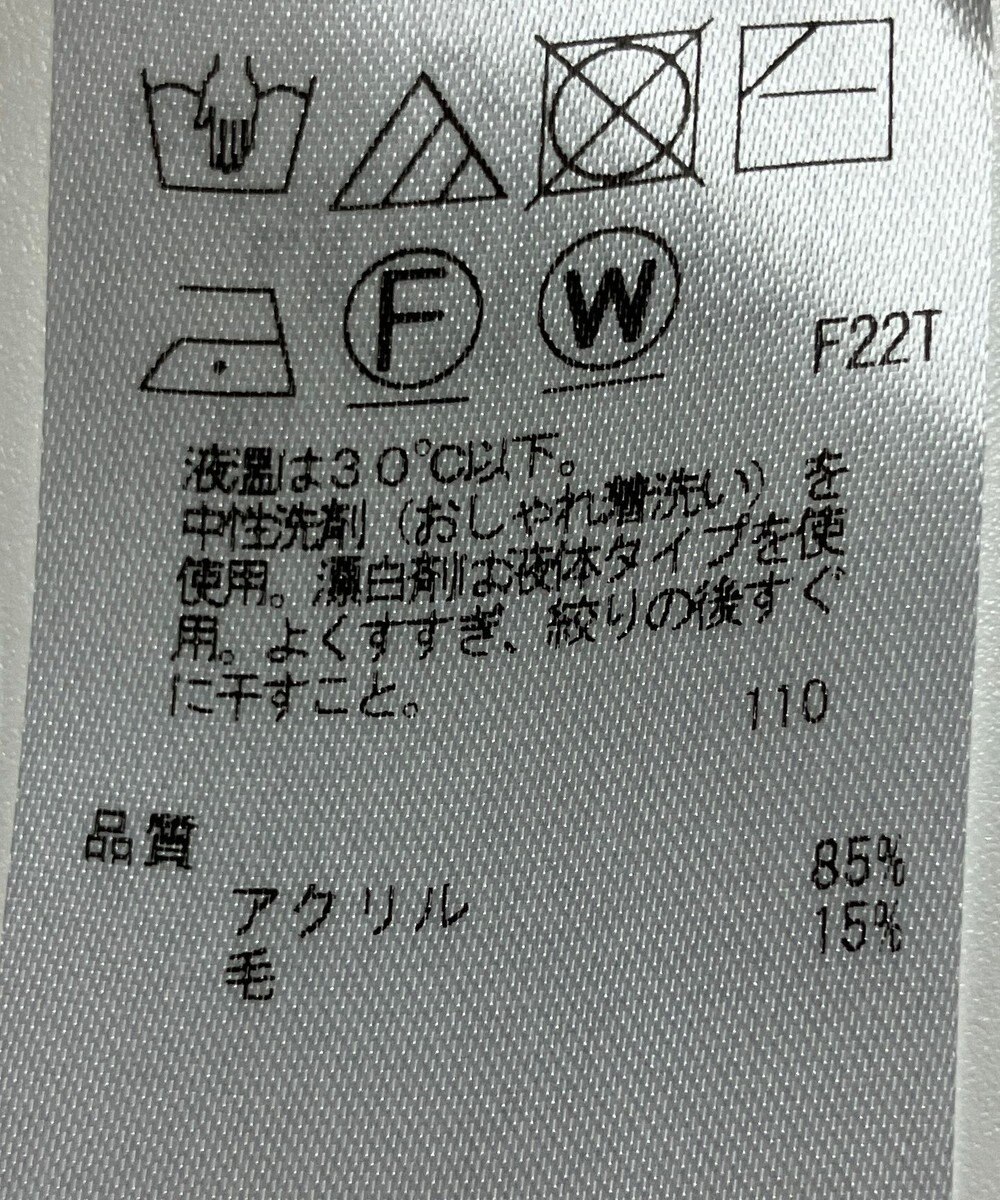 F
W
F22T
液温は30℃以下。
中性洗剤(おしゃれ着洗い)を
使用。漂白剤は液体タイプを使
用。よくすすぎ、絞りの後すぐ
に干すこと。
110
品質
アクリル 85%
毛 15%